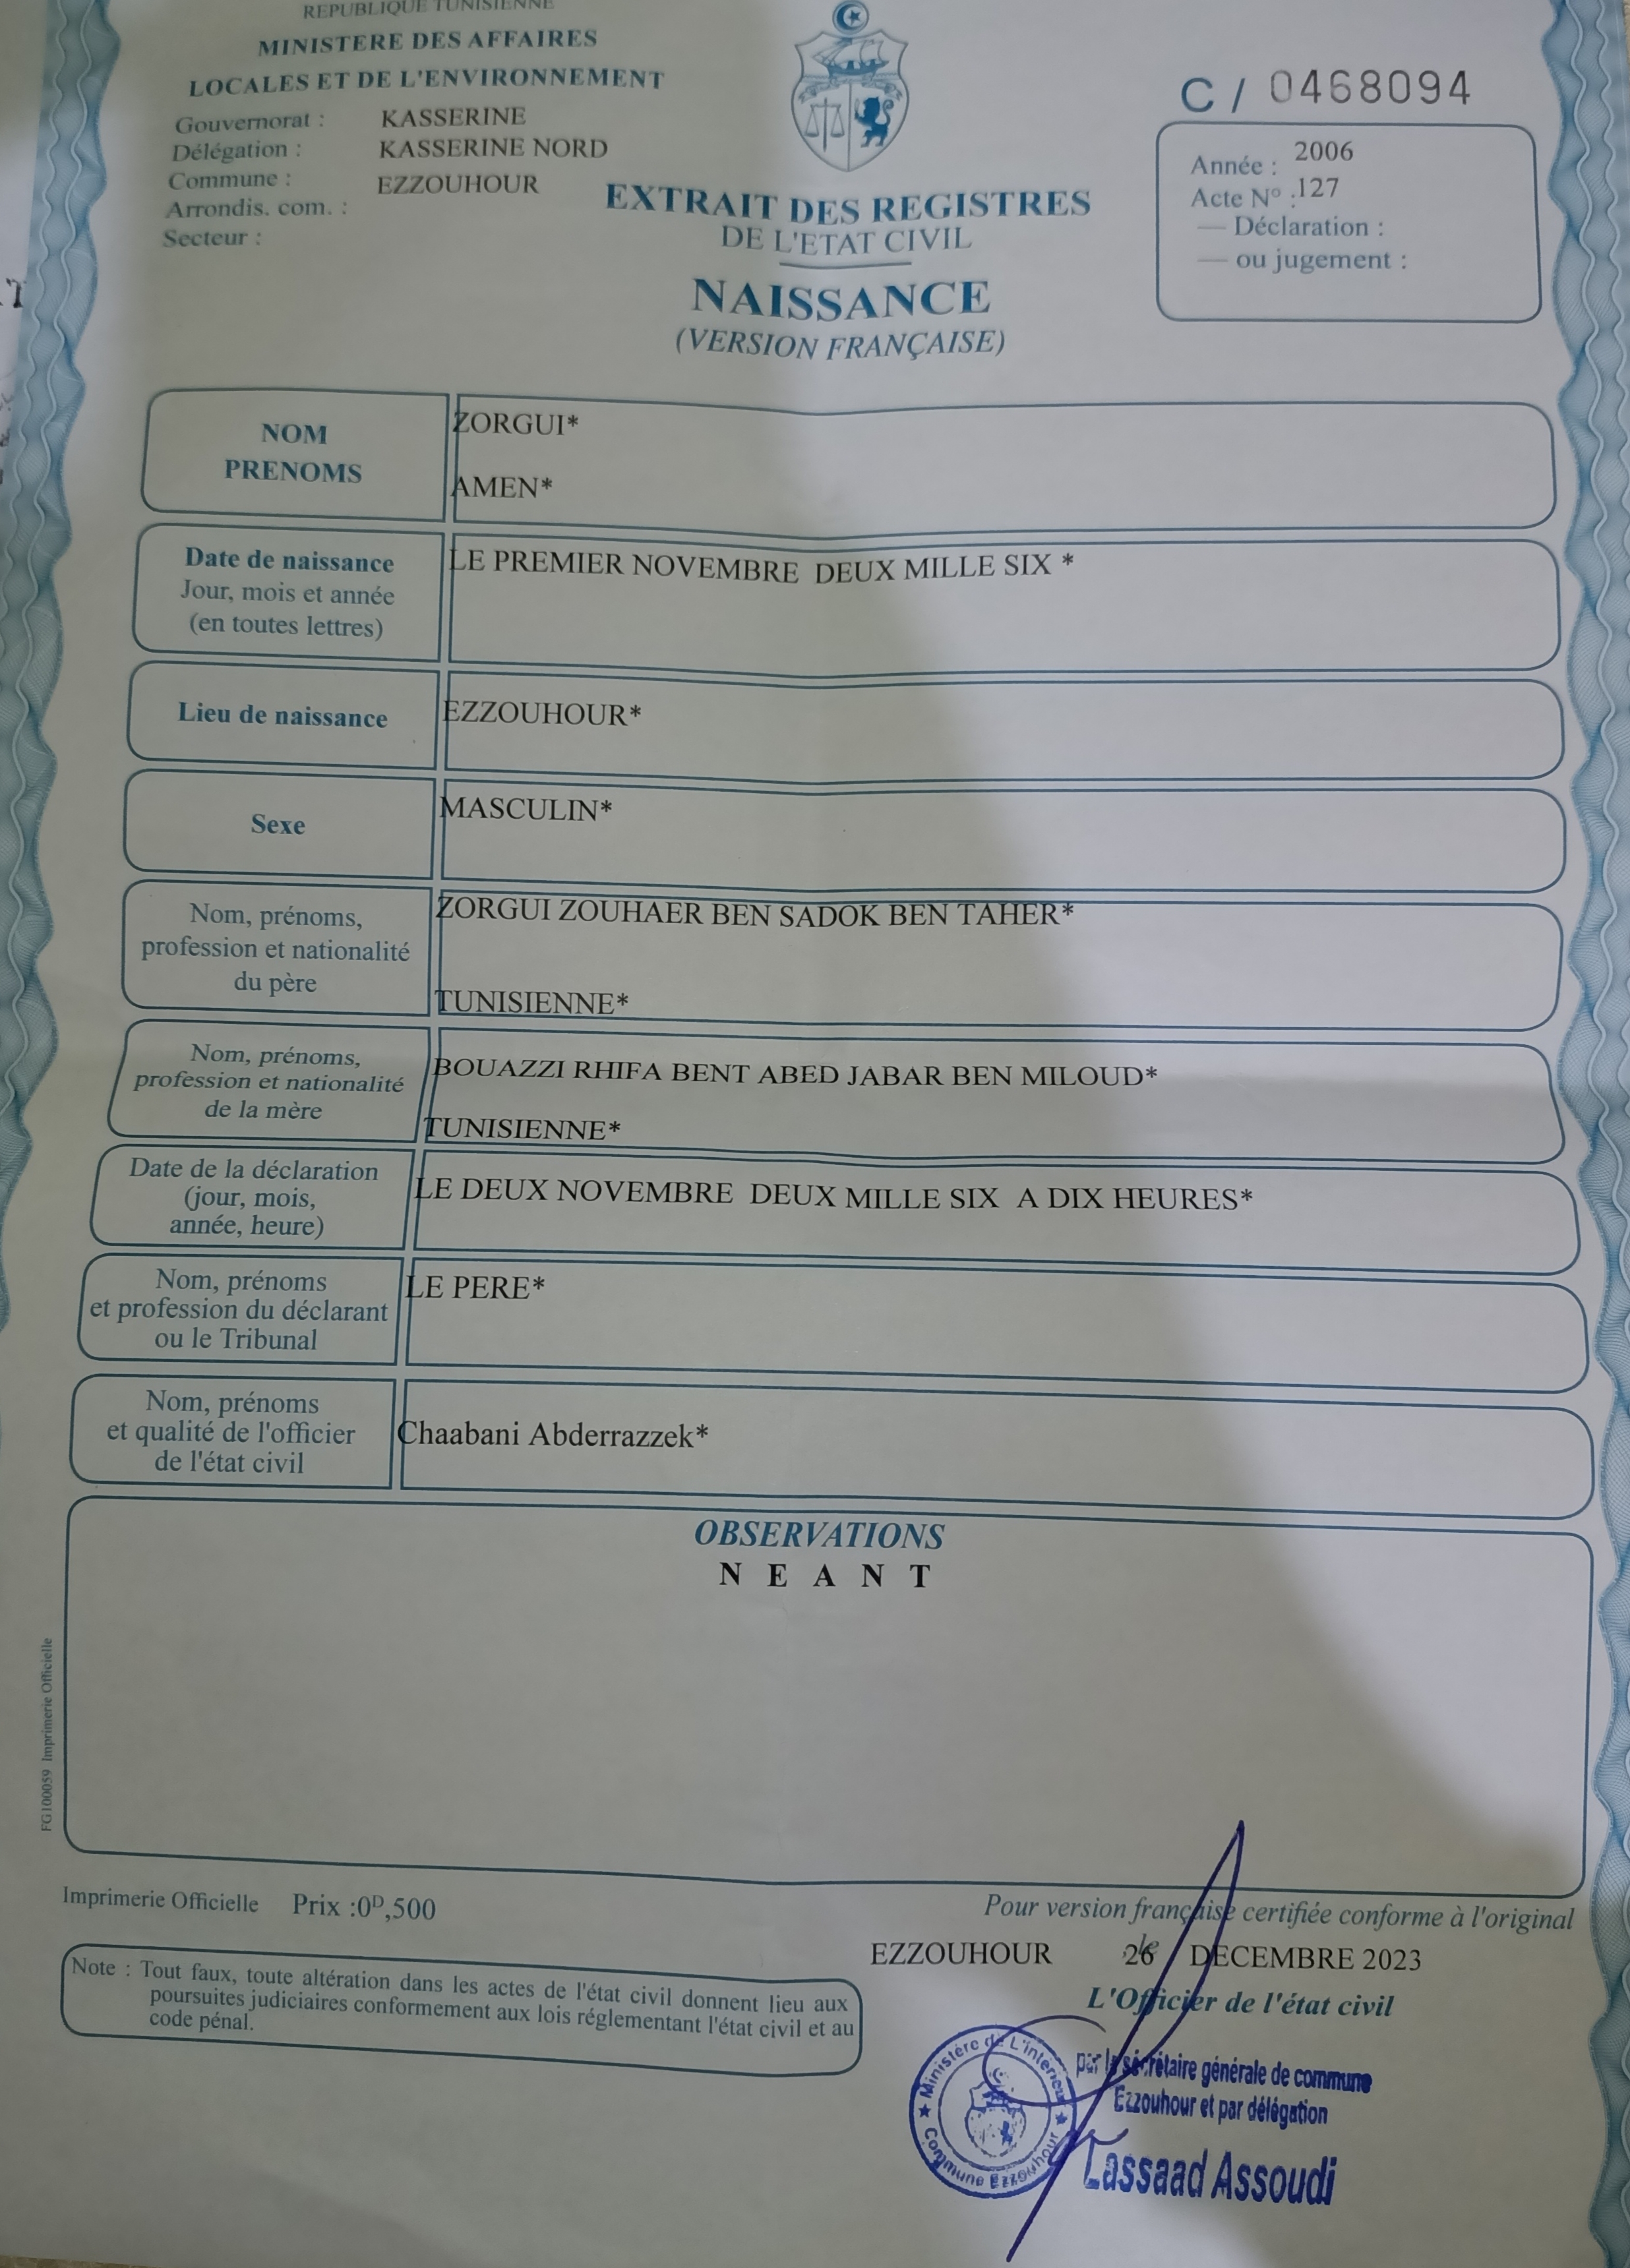 REPUBLIQUE TUNISIENNE
MINISTERE DES AFFAIRES
LOCALES ET DE L'ENVIRONNEMENT
Gouvernorat : KASSERINE
Délégation : KASSERINE NORD
Commune : EZZOUHOUR
Arrondis. com. :
Secteur :
EXTRAIT DES REGISTRES
DE L'ETAT CIVIL
NAISSANCE
(VERSION FRANÇAISE)
C / 0468094
Année : 2006
Acte N° : 127
— Déclaration :
— ou jugement :
NOM
PRENOMS
ZORGUI*
AMEN*
Date de naissance
Jour, mois et année
(en toutes lettres)
LE PREMIER NOVEMBRE DEUX MILLE SIX *
Lieu de naissance
EZZOUHOUR*
Sexe
MASCULIN*
Nom, prénoms,
profession et nationalité
du père
ZORGUI ZOUHAER BEN SADOK BEN TAHER*
TUNISIENNE*
Nom, prénoms,
profession et nationalité
de la mère
BOUAZZI RHIFA BENT ABED JABAR BEN MILOUD*
TUNISIENNE*
Date de la déclaration
(jour, mois,
année, heure)
LE DEUX NOVEMBRE DEUX MILLE SIX A DIX HEURES*
Nom, prénoms
et profession du déclarant
ou le Tribunal
LE PERE*
Nom, prénoms
et qualité de l'officier
de l'état civil
Chaabani Abderrazzek*
OBSERVATIONS
N E A N T
FG100059 Imprimerie Officielle
Imprimerie Officielle Prix :0ᴰ,500
Note : Tout faux, toute altération dans les actes de l'état civil donnent lieu aux
poursuites judiciaires conformement aux lois réglementant l'état civil et au
code pénal.
Pour version française certifiée conforme à l'original
EZZOUHOUR , le 26 DECEMBRE 2023
L'Officier de l'état civil
par la sécrétaire générale de commune
Ezzouhour et par délégation
Lassaad Assoudi
Ministère de L'intérieur
Commune Ezzouhour